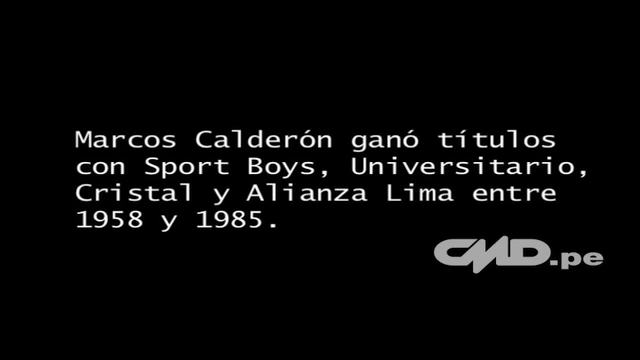 Marcos Calderón ganó títulos
con Sport Boys, Universitario,
Cristal y Alianza Lima entre
1958 y 1985.
CMD.pe